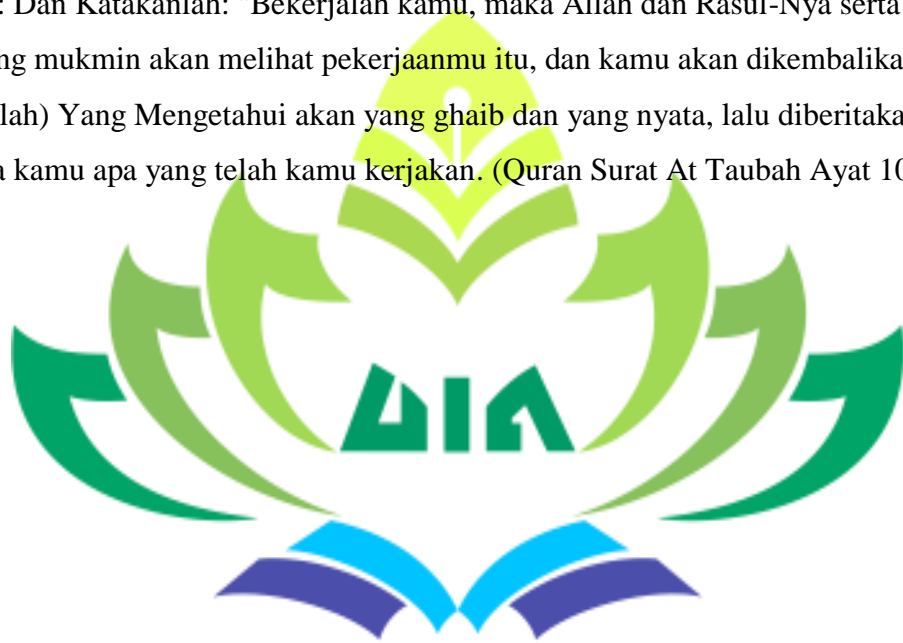 : Dan Katakanlah: "Bekerjalah kamu, maka Allah dan Rasul-Nya serta
ng mukmin akan melihat pekerjaanmu itu, dan kamu akan dikembalika
lah) Yang Mengetahui akan yang ghaib dan yang nyata, lalu diberitaka
a kamu apa yang telah kamu kerjakan. (Quran Surat At Taubah Ayat 10